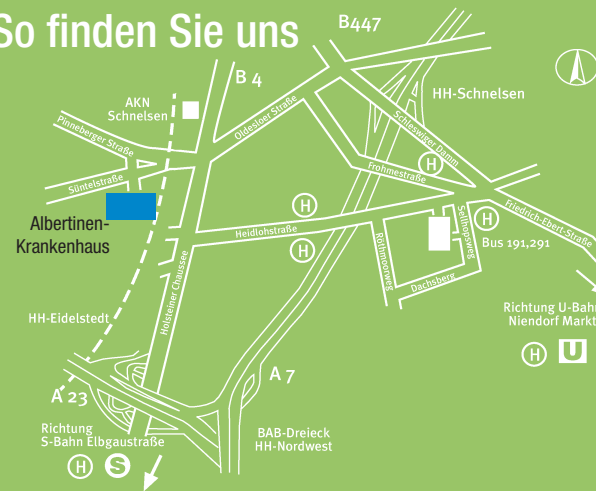 So finden Sie uns
B447
B 4
AKN
Schnelsen
HH-Schnelsen
Pinneberger Straße
Oldesloer Straße
Schleswiger Damm
Frohmestraße
H
Süntelstraße
Albertinen-
Krankenhaus
H
Heidlohstraße
H
Sellhopsweg
H
Friedrich-Ebert-Straße
Bus 191,291
Röthmoorweg
Dachsberg
Holsteiner Chaussee
HH-Eidelstedt
Richtung U-Bahn
Niendorf Markt
H U
A 7
A 23
Richtung
S-Bahn Elbgaustraße
H S
BAB-Dreieck
HH-Nordwest